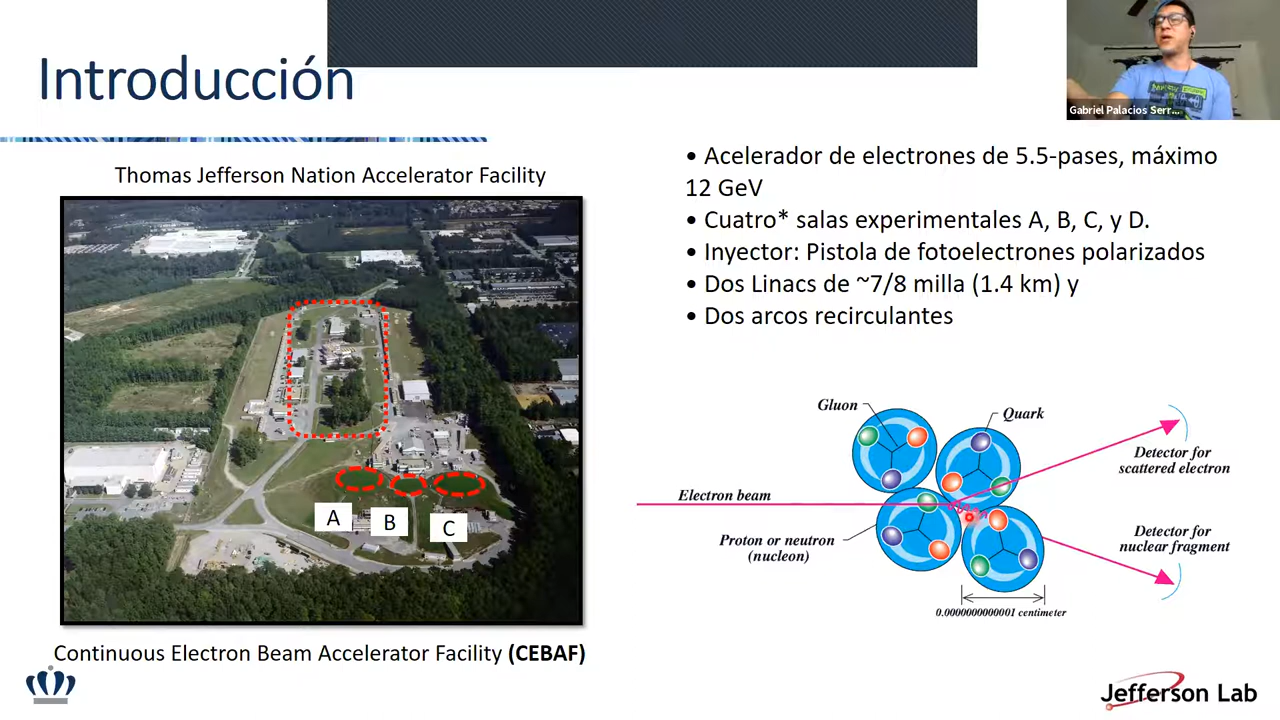 Introducción
Gabriel Palacios Serr...
Thomas Jefferson Nation Accelerator Facility
A
B
C
Continuous Electron Beam Accelerator Facility (CEBAF)
• Acelerador de electrones de 5.5-pases, máximo
12 GeV
• Cuatro* salas experimentales A, B, C, y D.
• Inyector: Pistola de fotoelectrones polarizados
• Dos Linacs de ~7/8 milla (1.4 km) y
• Dos arcos recirculantes
Gluon
Quark
Detector for
scattered electron
Electron beam
Proton or neutron
(nucleon)
Detector for
nuclear fragment
0.0000000000001 centimeter
Jefferson Lab